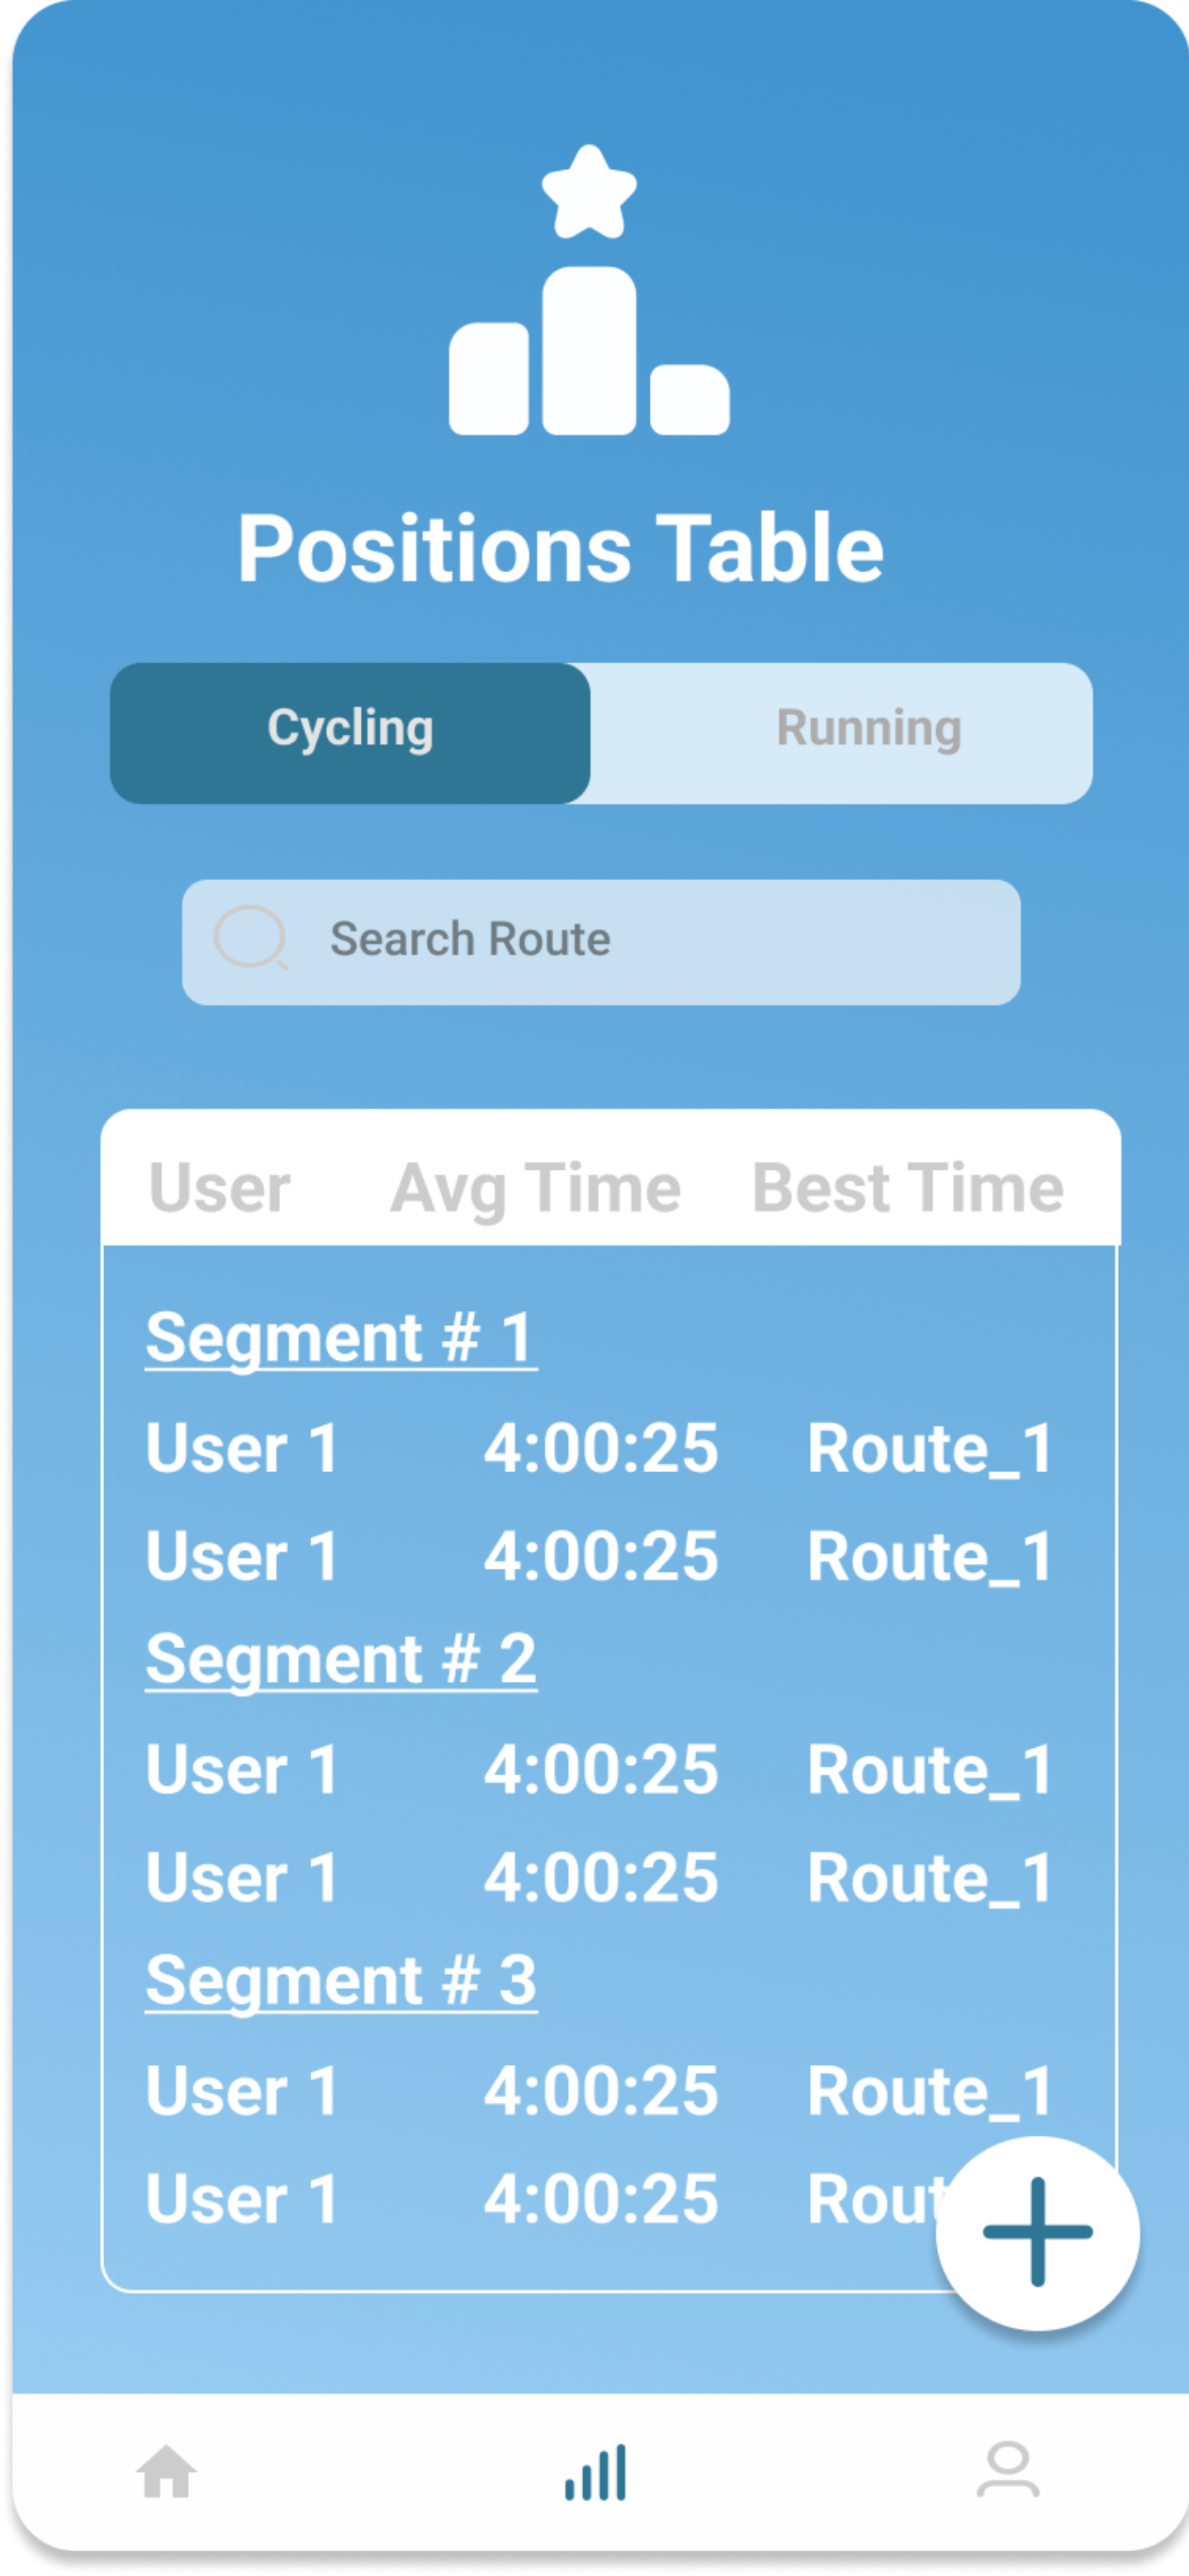 Positions Table
Cycling Running
Search Route
User Avg Time Best Time
Segment # 1
User 1 4:00:25 Route_1
User 1 4:00:25 Route_1
Segment # 2
User 1 4:00:25 Route_1
User 1 4:00:25 Route_1
Segment # 3
User 1 4:00:25 Route_1
User 1 4:00:25